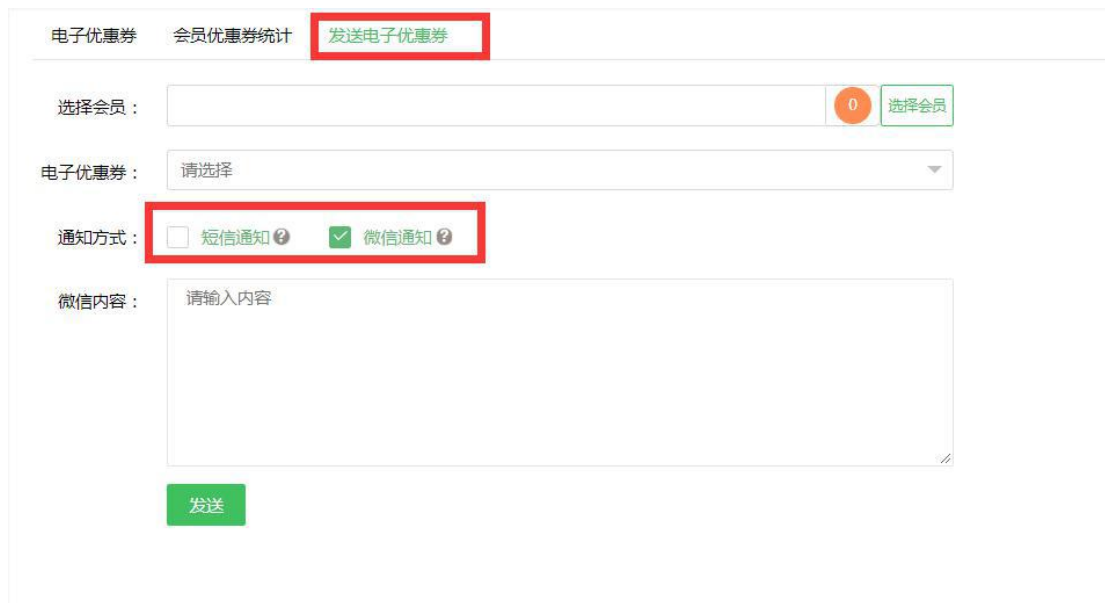 电子优惠券 会员优惠券统计 发送电子优惠券
选择会员： 0 选择会员
电子优惠券： 请选择
通知方式： 短信通知 ? 微信通知 ?
微信内容： 请输入内容
发送